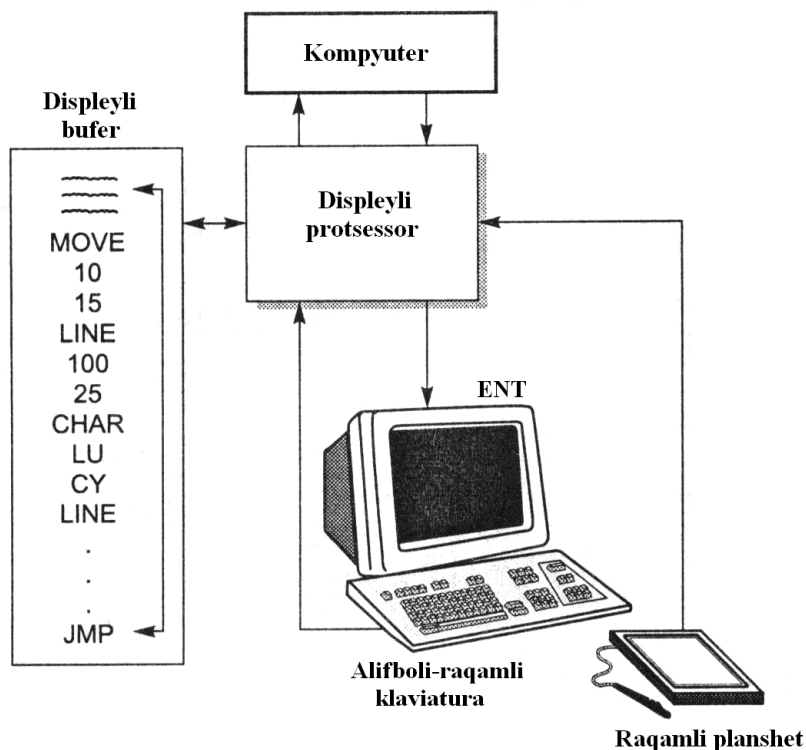 Kompyuter
Displeyli
bufer
MOVE
10
15
LINE
100
25
CHAR
LU
CY
LINE
.
.
.
JMP
Displeyli
protsessor
ENT
Alifboli-raqamli
klaviatura
Raqamli planshet